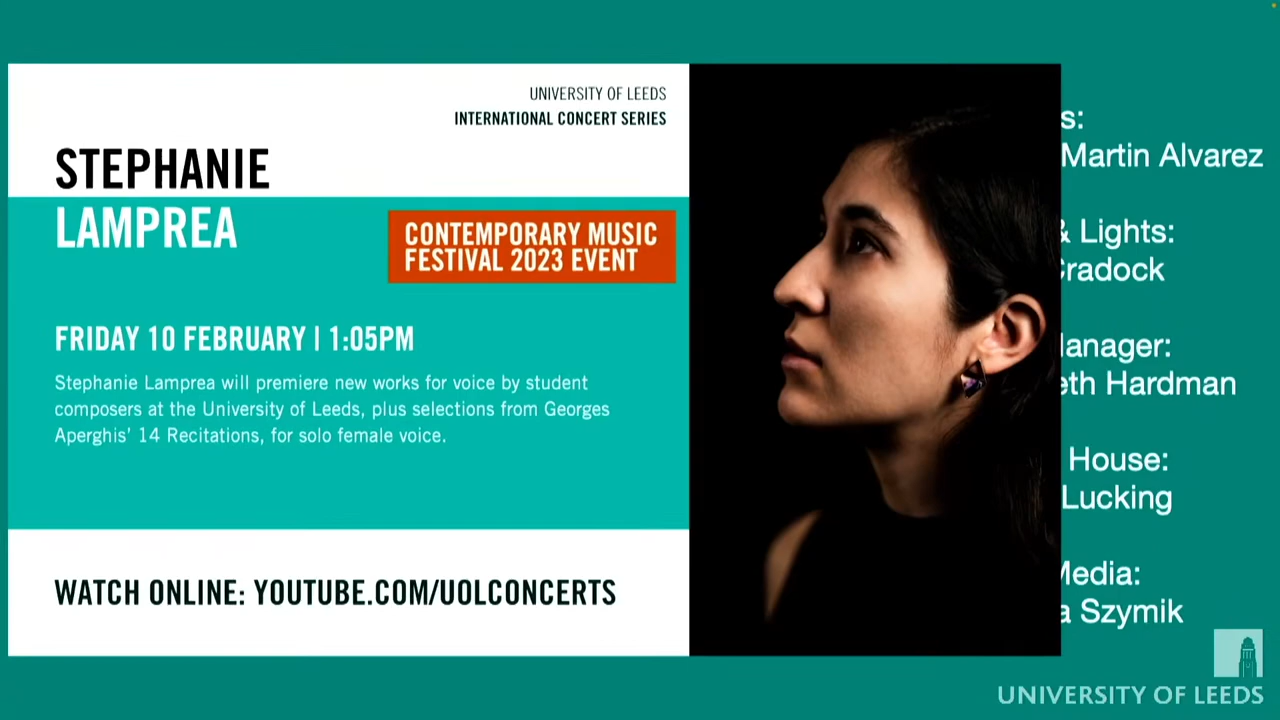 UNIVERSITY OF LEEDS
INTERNATIONAL CONCERT SERIES
STEPHANIE
LAMPREA
CONTEMPORARY MUSIC
FESTIVAL 2023 EVENT
FRIDAY 10 FEBRUARY | 1:05PM
Stephanie Lamprea will premiere new works for voice by student
composers at the University of Leeds, plus selections from Georges
Aperghis' 14 Recitations, for solo female voice.
WATCH ONLINE: YOUTUBE.COM/UOLCONCERTS
s:
Martin Alvarez
& Lights:
Cradock
anager:
eth Hardman
House:
Lucking
Media:
a Szymik
UNIVERSITY OF LEEDS